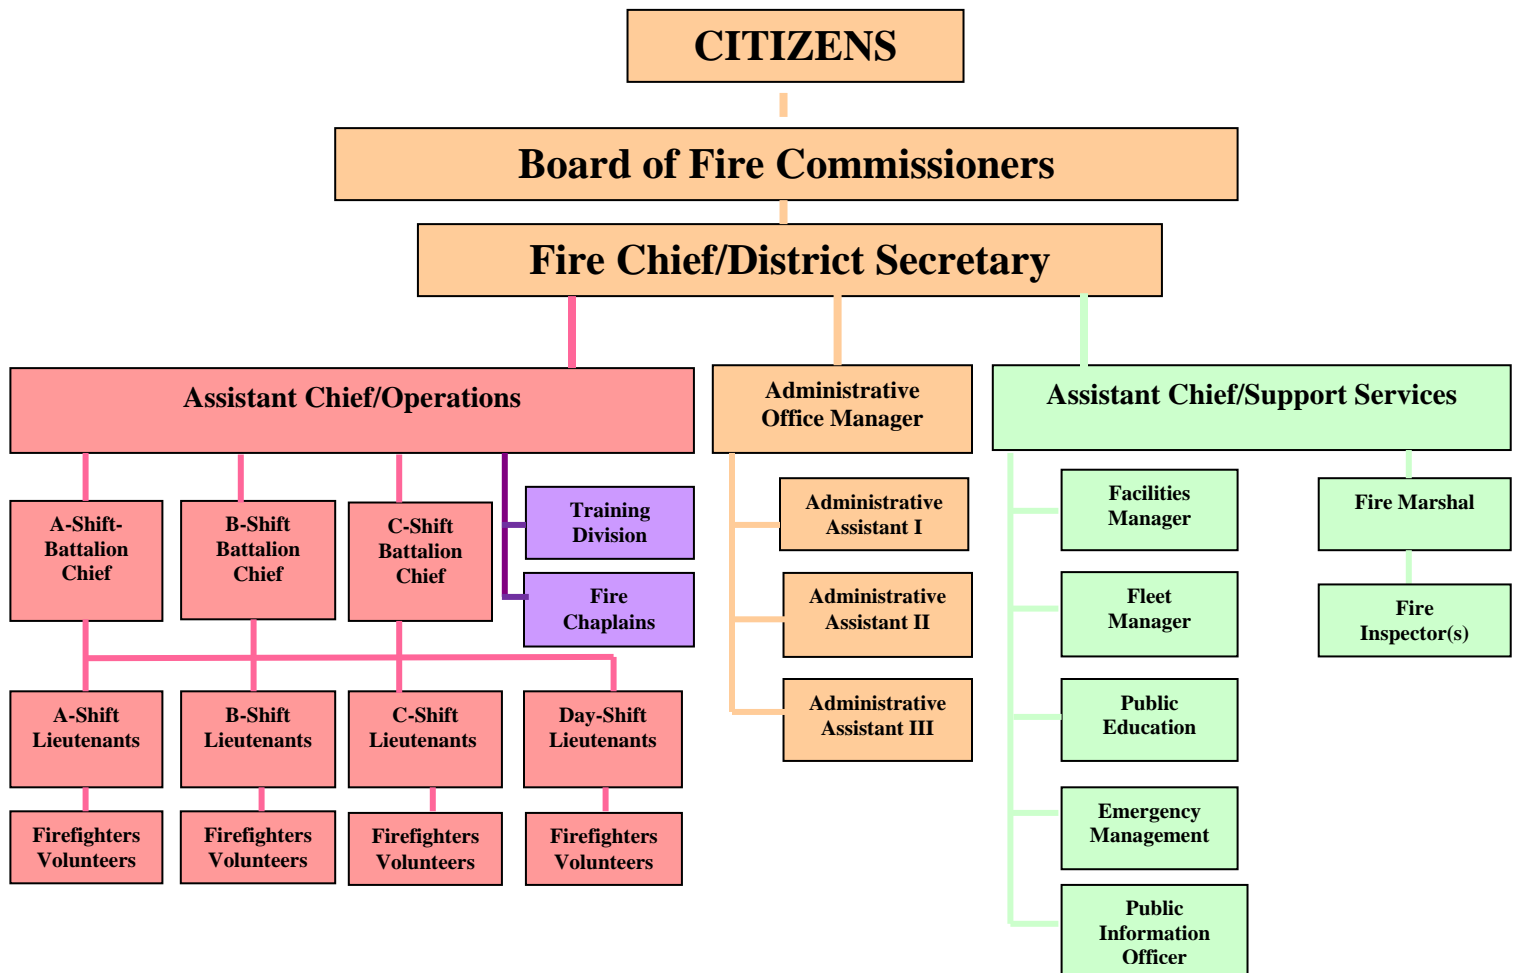 CITIZENS
Board of Fire Commissioners
Fire Chief/District Secretary
Assistant Chief/Operations
Administrative
Office Manager
Assistant Chief/Support Services
A-Shift-
Battalion
Chief
B-Shift
Battalion
Chief
C-Shift
Battalion
Chief
Training
Division
Fire
Chaplains
A-Shift
Lieutenants
B-Shift
Lieutenants
C-Shift
Lieutenants
Day-Shift
Lieutenants
Firefighters
Volunteers
Firefighters
Volunteers
Firefighters
Volunteers
Firefighters
Volunteers
Administrative
Assistant I
Administrative
Assistant II
Administrative
Assistant III
Facilities
Manager
Fleet
Manager
Public
Education
Emergency
Management
Public
Information
Officer
Fire Marshal
Fire
Inspector(s)